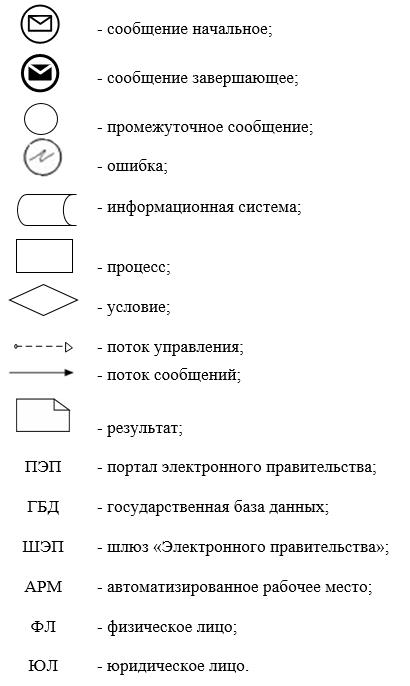 - сообщение начальное;
- сообщение завершающее;
- промежуточное сообщение;
- ошибка;
- информационная система;
- процесс;
- условие;
- поток управления;
- поток сообщений;
- результат;
ПЭП - портал электронного правительства;
ГБД - государственная база данных;
ШЭП - шлюз «Электронного правительства»;
АРМ - автоматизированное рабочее место;
ФЛ - физическое лицо;
ЮЛ - юридическое лицо.